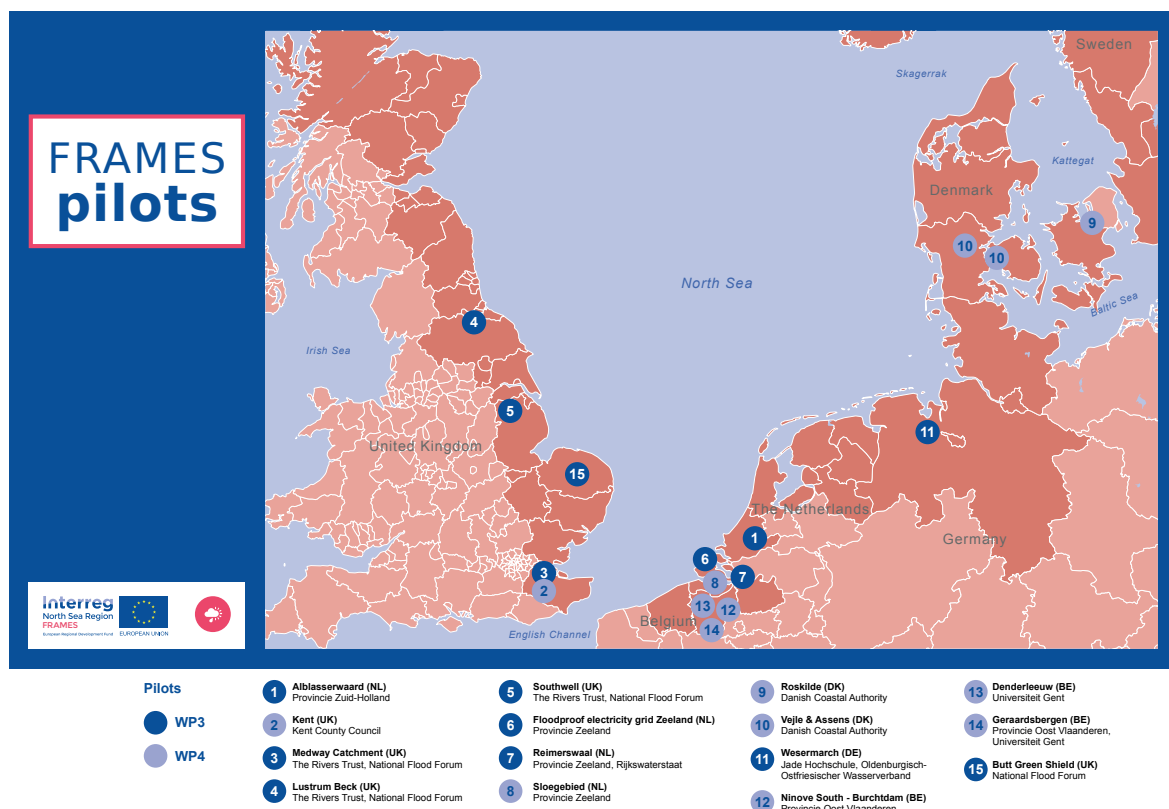 FRAMES
pilots
Sweden
Skagerrak
Kattegat
Denmark
9
10
10
North Sea
Baltic Sea
4
Irish Sea
5
11
United Kingdom
15
The Netherlands
1
Germany
6
3
7
8
2
13
12
Belgium
14
English Channel
Interreg
North Sea Region
FRAMES
European Regional Development Fund
EUROPEAN UNION
Pilots
WP3
WP4
1 Alblasserwaard (NL)
Provincie Zuid-Holland
2 Kent (UK)
Kent County Council
3 Medway Catchment (UK)
The Rivers Trust, National Flood Forum
4 Lustrum Beck (UK)
The Rivers Trust, National Flood Forum
5 Southwell (UK)
The Rivers Trust, National Flood Forum
6 Floodproof electricity grid Zeeland (NL)
Provincie Zeeland
7 Reimerswaal (NL)
Provincie Zeeland, Rijkswaterstaat
8 Sloegebied (NL)
Provincie Zeeland
9 Roskilde (DK)
Danish Coastal Authority
10 Vejle & Assens (DK)
Danish Coastal Authority
11 Wesermarch (DE)
Jade Hochschule, Oldenburgisch-
Ostfriesischer Wasserverband
12 Ninove South - Burchtdam (BE)
Provincie Oost Vlaanderen
13 Denderleeuw (BE)
Universiteit Gent
14 Geraardsbergen (BE)
Provincie Oost Vlaanderen,
Universiteit Gent
15 Butt Green Shield (UK)
National Flood Forum